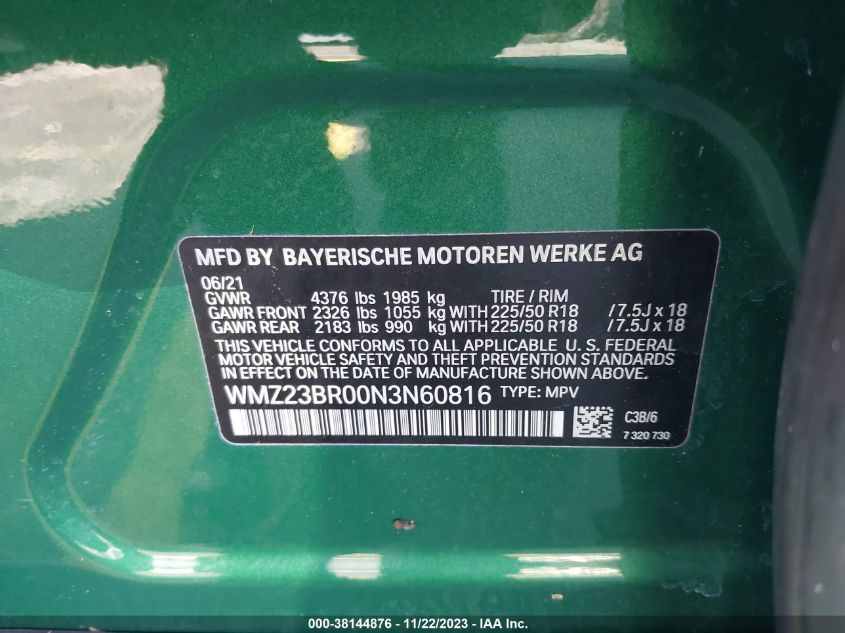 MFD BY BAYERISCHE MOTOREN WERKE AG
06/21
GVWR 4376 lbs 1985 kg TIRE / RIM
GAWR FRONT 2326 lbs 1055 kg WITH 225/50 R18 / 7.5J x 18
GAWR REAR 2183 lbs 990 kg WITH 225/50 R18 / 7.5J x 18
THIS VEHICLE CONFORMS TO ALL APPLICABLE U. S. FEDERAL
MOTOR VEHICLE SAFETY AND THEFT PREVENTION STANDARDS
IN EFFECT ON THE DATE OF MANUFACTURE SHOWN ABOVE.
WMZ23BR00N3N60816 TYPE: MPV
C3B/6
7 320 730
000-38144876 - 11/22/2023 - IAA Inc.